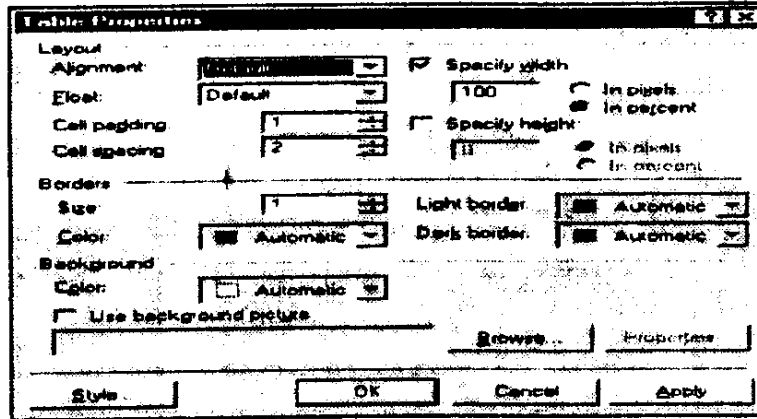 Table Properties
Layout
Alignment:
Specify width
Float:
Default
100
In pixels
In percent
Cell padding
1
Specify height:
Cell spacing
2
In pixels
In percent
Borders
Size:
1
Light border
Automatic
Color
Automatic
Dark border:
Automatic
Background
Color:
Automatic
Use background picture
Browse...
Properties
Style...
OK
Cancel
Apply